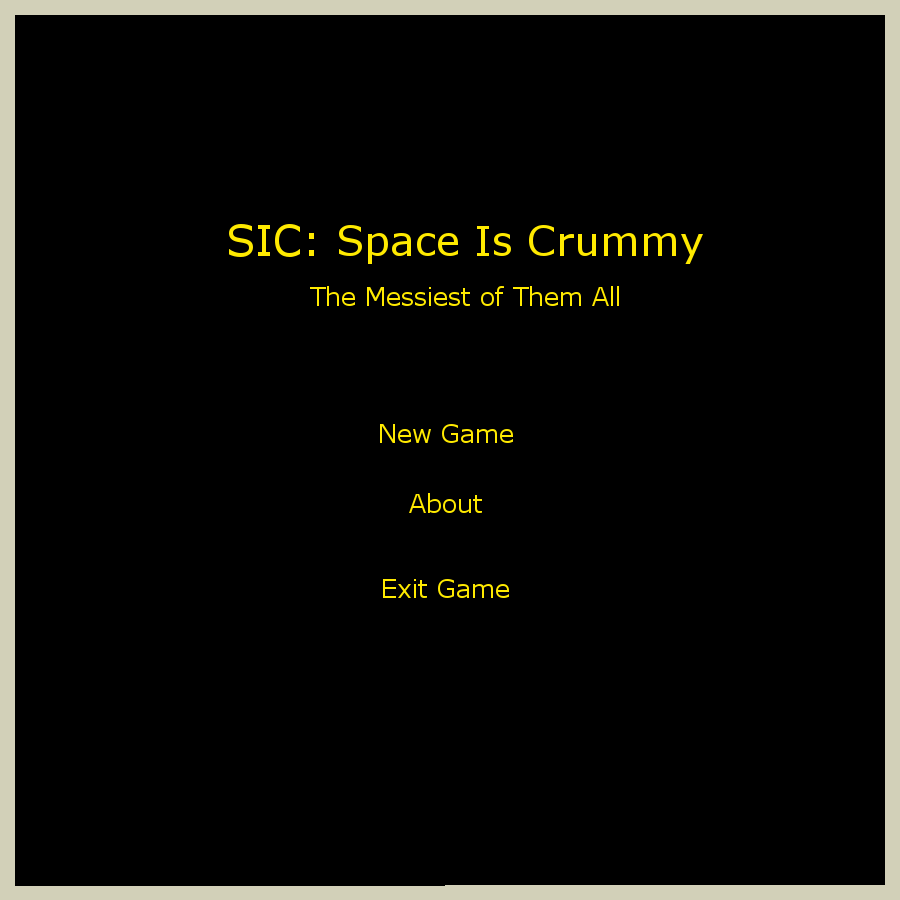 SIC: Space Is Crummy
The Messiest of Them All
New Game
About
Exit Game